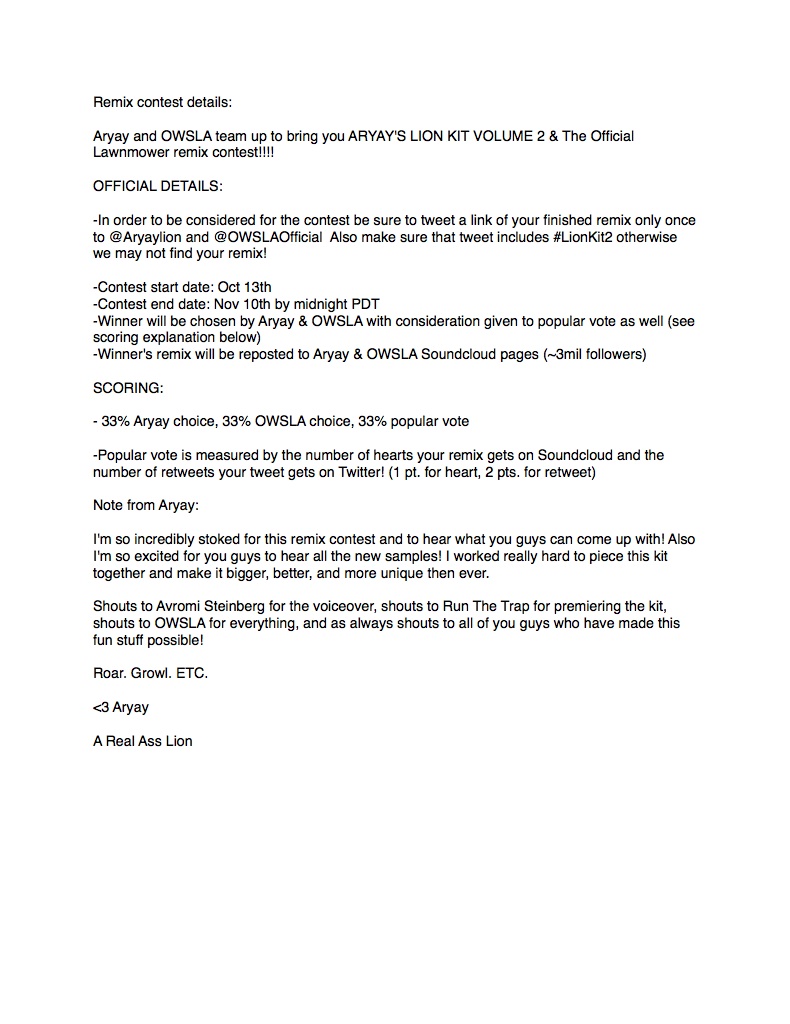 Remix contest details:
Aryay and OWSLA team up to bring you ARYAY'S LION KIT VOLUME 2 & The Official
Lawnmower remix contest!!!!
OFFICIAL DETAILS:
-In order to be considered for the contest be sure to tweet a link of your finished remix only once
to @Aryaylion and @OWSLAOfficial  Also make sure that tweet includes #LionKit2 otherwise
we may not find your remix!
-Contest start date: Oct 13th
-Contest end date: Nov 10th by midnight PDT
-Winner will be chosen by Aryay & OWSLA with consideration given to popular vote as well (see
scoring explanation below)
-Winner's remix will be reposted to Aryay & OWSLA Soundcloud pages (~3mil followers)
SCORING:
- 33% Aryay choice, 33% OWSLA choice, 33% popular vote
-Popular vote is measured by the number of hearts your remix gets on Soundcloud and the
number of retweets your tweet gets on Twitter! (1 pt. for heart, 2 pts. for retweet)
Note from Aryay:
I'm so incredibly stoked for this remix contest and to hear what you guys can come up with! Also
I'm so excited for you guys to hear all the new samples! I worked really hard to piece this kit
together and make it bigger, better, and more unique then ever.
Shouts to Avromi Steinberg for the voiceover, shouts to Run The Trap for premiering the kit,
shouts to OWSLA for everything, and as always shouts to all of you guys who have made this
fun stuff possible!
Roar. Growl. ETC.
<3 Aryay
A Real Ass Lion